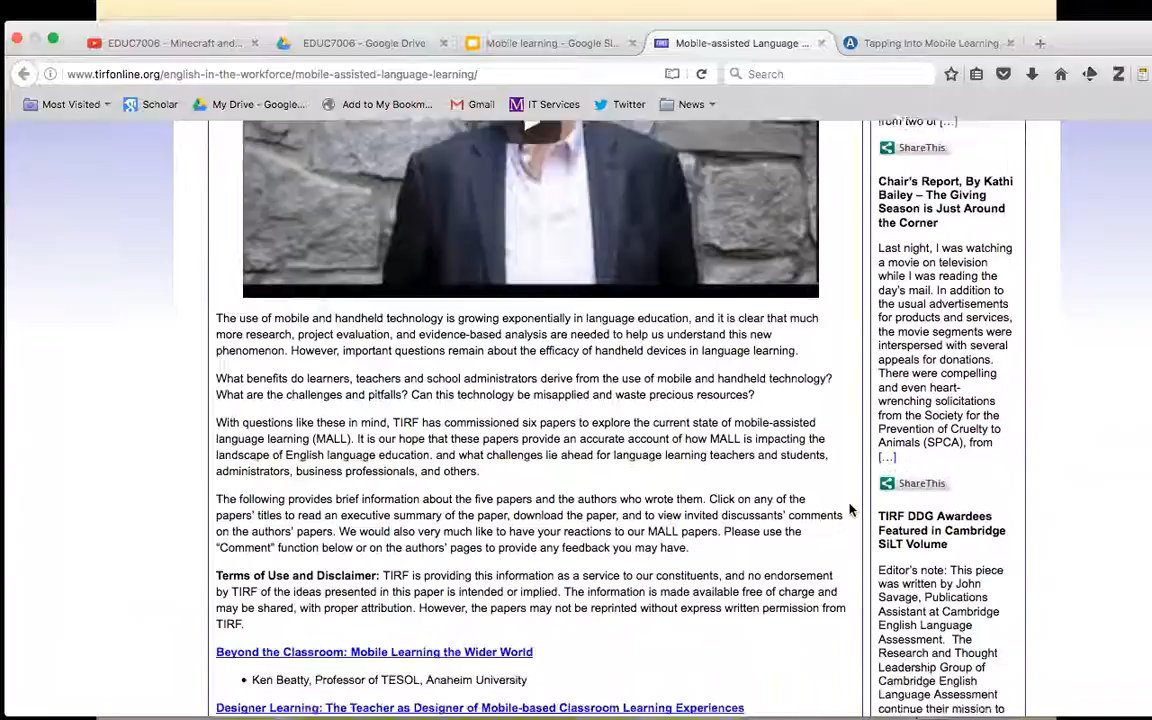 EDUC7006 - Minecraft and...
EDUC7006 - Google Drive
Mobile learning - Google Sl...
Mobile-assisted Language ...
Tapping Into Mobile Learning...
www.tirfonline.org/english-in-the-workforce/mobile-assisted-language-learning/
Search
Most Visited
Scholar
My Drive - Google...
Add to My Bookm...
Gmail
IT Services
Twitter
News
from two of [...]
ShareThis
Chair's Report, By Kathi
Bailey – The Giving
Season is Just Around
the Corner
Last night, I was watching
a movie on television
while I was reading the
day's mail. In addition to
the usual advertisements
for products and services,
the movie segments were
interspersed with several
appeals for donations.
There were compelling
and even heart-
wrenching solicitations
from the Society for the
Prevention of Cruelty to
Animals (SPCA), from
[...]
ShareThis
TIRF DDG Awardees
Featured in Cambridge
SiLT Volume
Editor's note: This piece
was written by John
Savage, Publications
Assistant at Cambridge
English Language
Assessment. The
Research and Thought
Leadership Group of
Cambridge English
Language Assessment
continue their mission to
The use of mobile and handheld technology is growing exponentially in language education, and it is clear that much
more research, project evaluation, and evidence-based analysis are needed to help us understand this new
phenomenon. However, important questions remain about the efficacy of handheld devices in language learning.
What benefits do learners, teachers and school administrators derive from the use of mobile and handheld technology?
What are the challenges and pitfalls? Can this technology be misapplied and waste precious resources?
With questions like these in mind, TIRF has commissioned six papers to explore the current state of mobile-assisted
language learning (MALL). It is our hope that these papers provide an accurate account of how MALL is impacting the
landscape of English language education. and what challenges lie ahead for language learning teachers and students,
administrators, business professionals, and others.
The following provides brief information about the five papers and the authors who wrote them. Click on any of the
papers' titles to read an executive summary of the paper, download the paper, and to view invited discussants' comments
on the authors' papers. We would also very much like to have your reactions to our MALL papers. Please use the
"Comment" function below or on the authors' pages to provide any feedback you may have.
Terms of Use and Disclaimer: TIRF is providing this information as a service to our constituents, and no endorsement
by TIRF of the ideas presented in this paper is intended or implied. The information is made available free of charge and
may be shared, with proper attribution. However, the papers may not be reprinted without express written permission from
TIRF.
Beyond the Classroom: Mobile Learning the Wider World
• Ken Beatty, Professor of TESOL, Anaheim University
Designer Learning: The Teacher as Designer of Mobile-based Classroom Learning Experiences